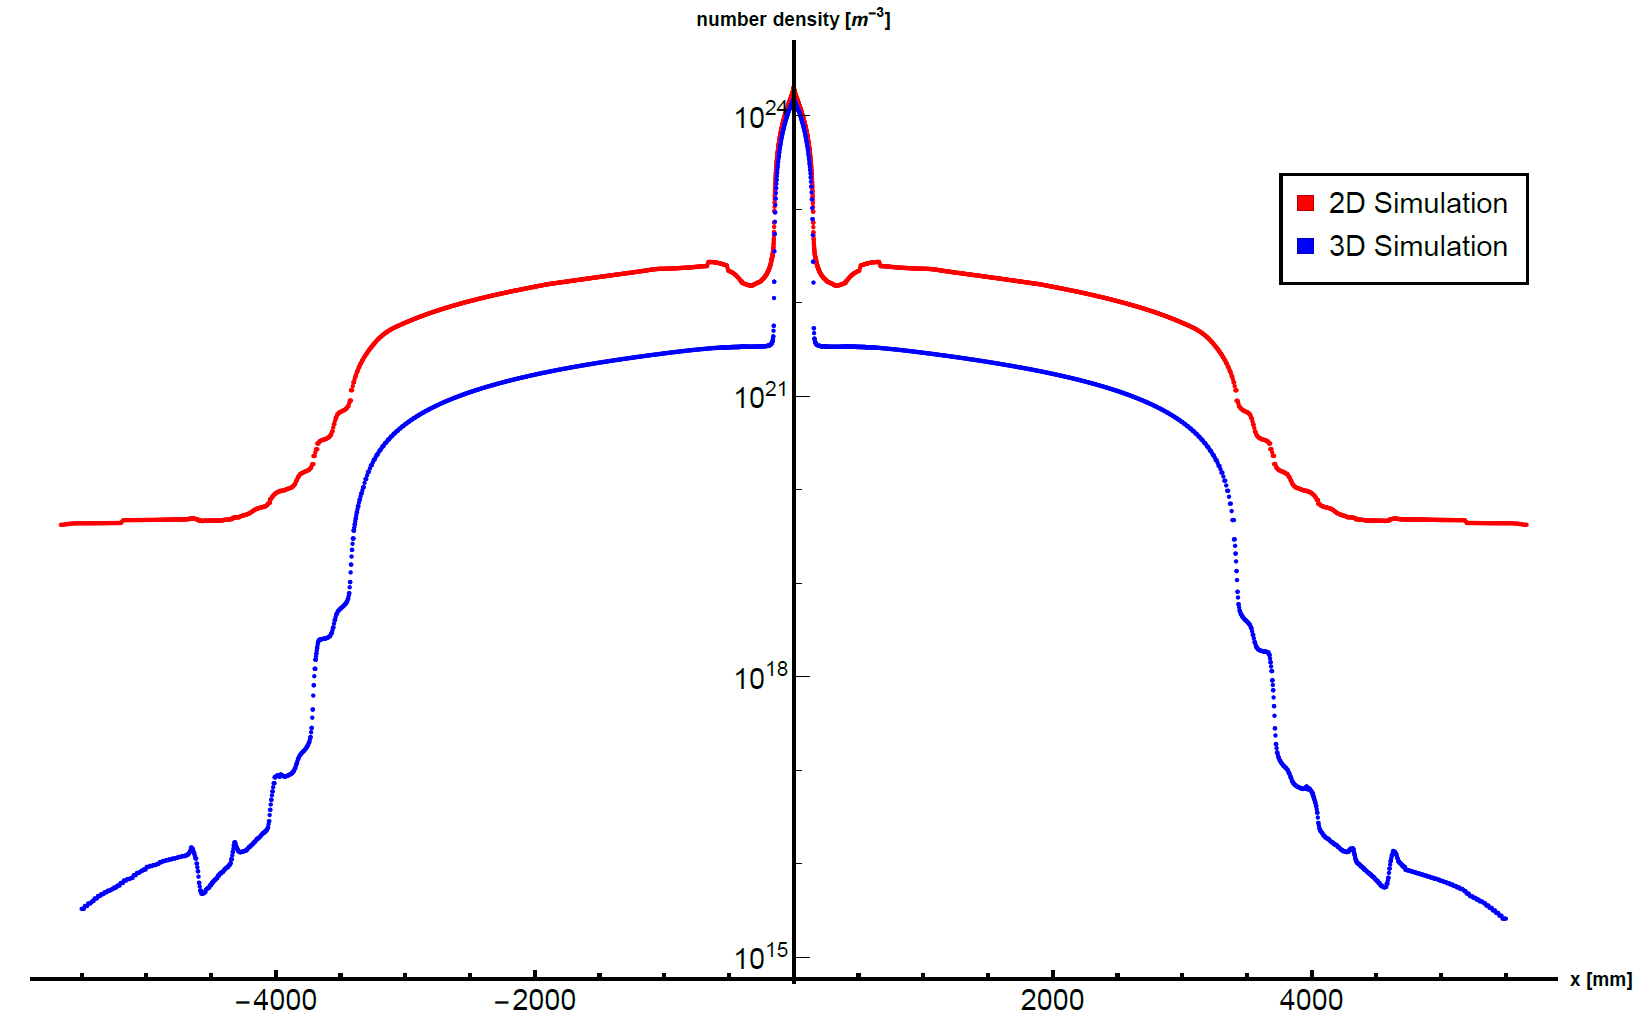 number density [m⁻³]
10²⁴
2D Simulation
3D Simulation
10²¹
10¹⁸
10¹⁵
x [mm]
−4000 −2000 2000 4000